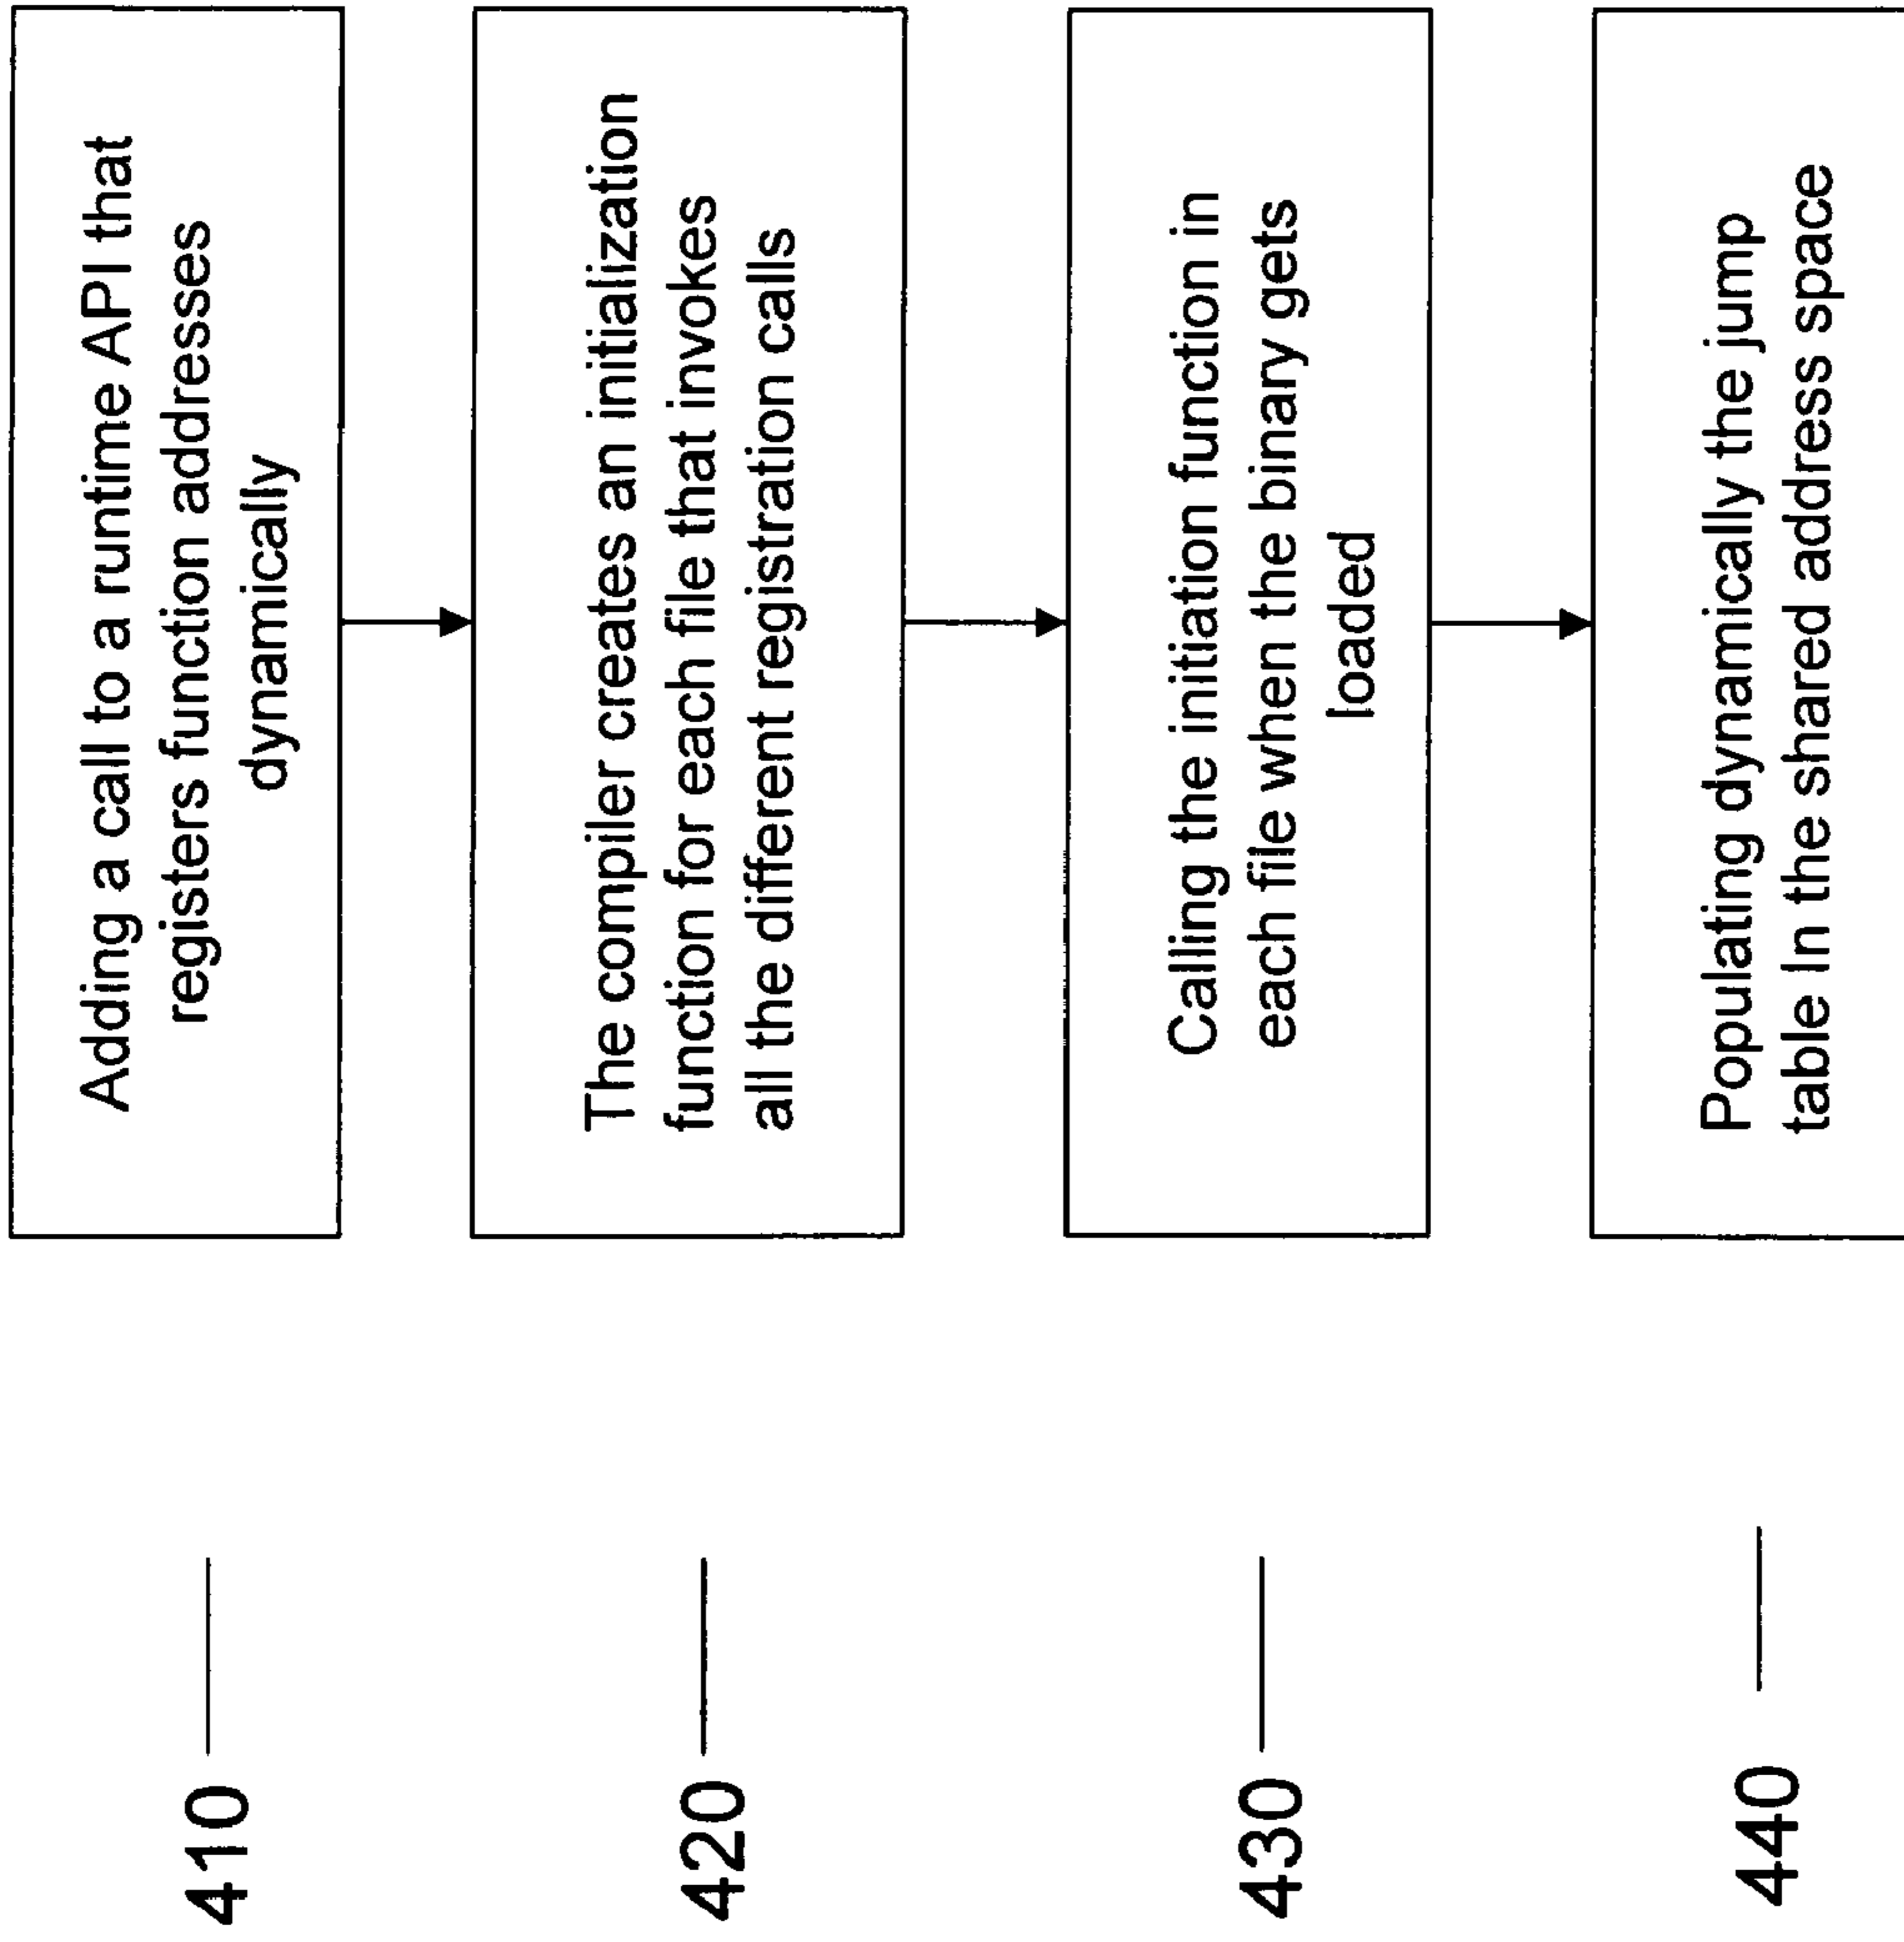 410
Adding a call to a runtime API that
registers function addresses
dynamically
420
The compiler creates an initialization
function for each file that invokes
all the different registration calls
430
Calling the initiation function in
each file when the binary gets
loaded
440
Populating dynamically the jump
table In the shared address space